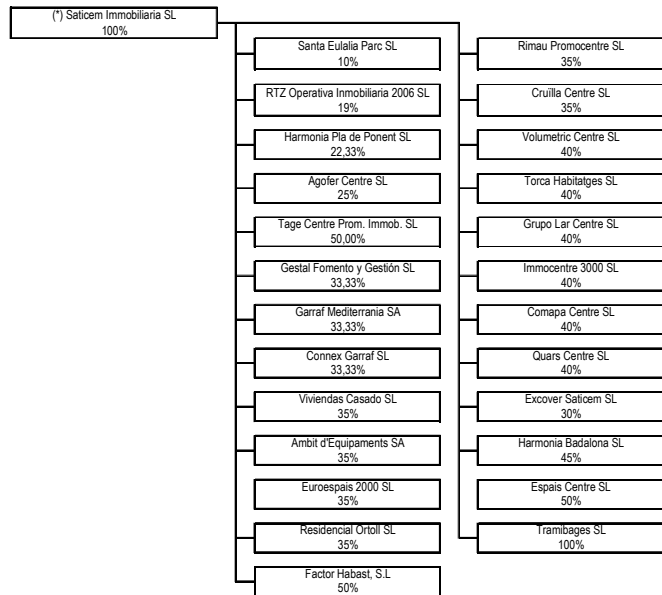 (*) Saticem Immobiliaria SL
100%
Santa Eulalia Parc SL
10%
RTZ Operativa Inmobiliaria 2006 SL
19%
Harmonia Pla de Ponent SL
22,33%
Agofer Centre SL
25%
Tage Centre Prom. Immob. SL
50,00%
Gestal Fomento y Gestión SL
33,33%
Garraf Mediterrania SA
33,33%
Connex Garraf SL
33,33%
Viviendas Casado SL
35%
Ambit d'Equipaments SA
35%
Euroespais 2000 SL
35%
Residencial Ortoll SL
35%
Factor Habast, S.L
50%
Rimau Promocentre SL
35%
Cruïlla Centre SL
35%
Volumetric Centre SL
40%
Torca Habitatges SL
40%
Grupo Lar Centre SL
40%
Immocentre 3000 SL
40%
Comapa Centre SL
40%
Quars Centre SL
40%
Excover Saticem SL
30%
Harmonia Badalona SL
45%
Espais Centre SL
50%
Tramibages SL
100%